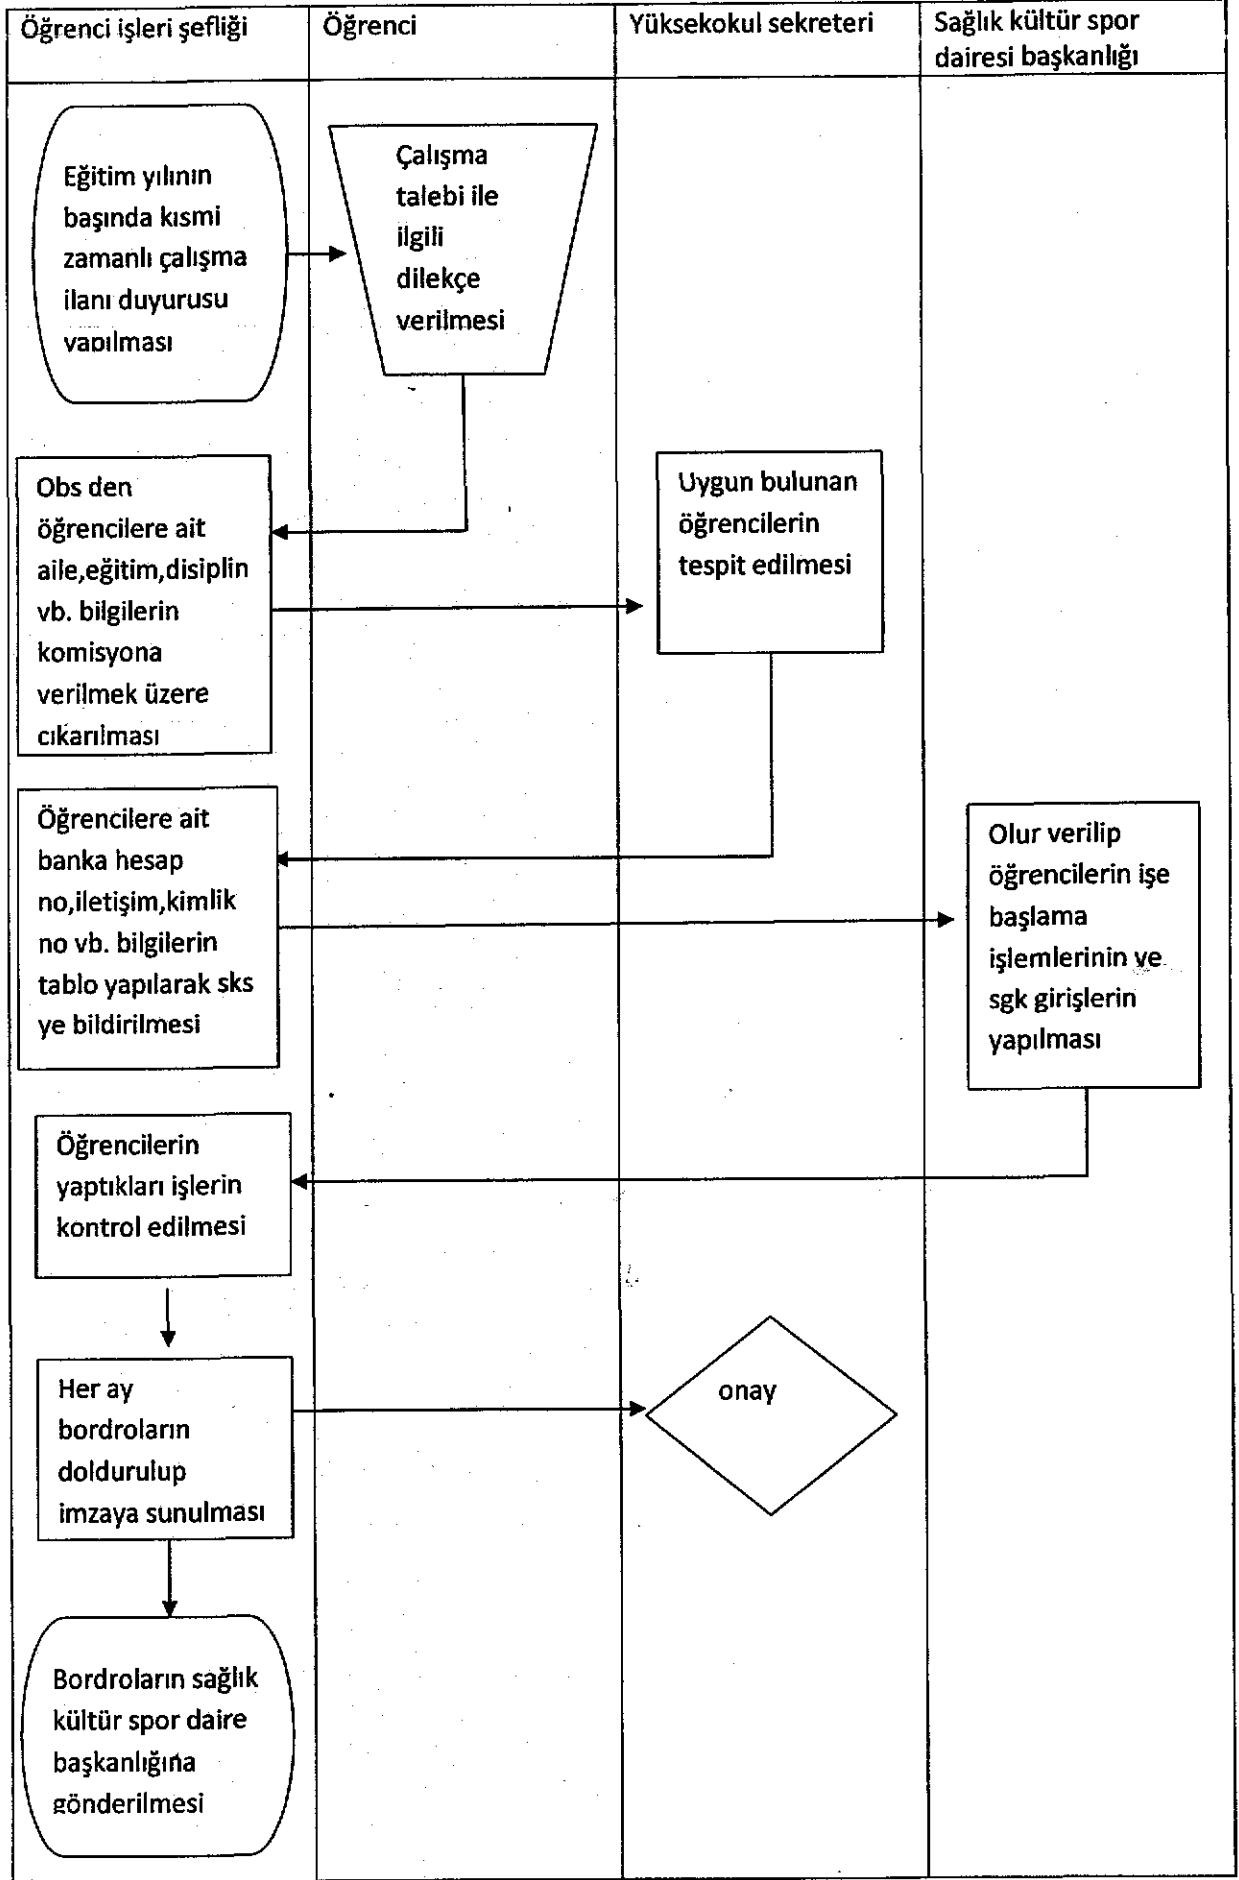 Öğrenci işleri şefliği
Öğrenci
Yüksekokul sekreteri
Sağlık kültür spor
dairesi başkanlığı
Eğitim yılının
başında kısmi
zamanlı çalışma
ilanı duyurusu
yapılması
Çalışma
talebi ile
ilgili
dilekçe
verilmesi
Obs den
öğrencilere ait
aile,eğitim,disiplin
vb. bilgilerin
komisyona
verilmek üzere
çıkarılması
Uygun bulunan
öğrencilerin
tespit edilmesi
Öğrencilere ait
banka hesap
no,iletişim,kimlik
no vb. bilgilerin
tablo yapılarak sks
ye bildirilmesi
Olur verilip
öğrencilerin işe
başlama
işlemlerinin ve
sgk girişlerin
yapılması
Öğrencilerin
yaptıkları işlerin
kontrol edilmesi
Her ay
bordroların
doldurulup
imzaya sunulması
onay
Bordroların sağlık
kültür spor daire
başkanlığına
gönderilmesi